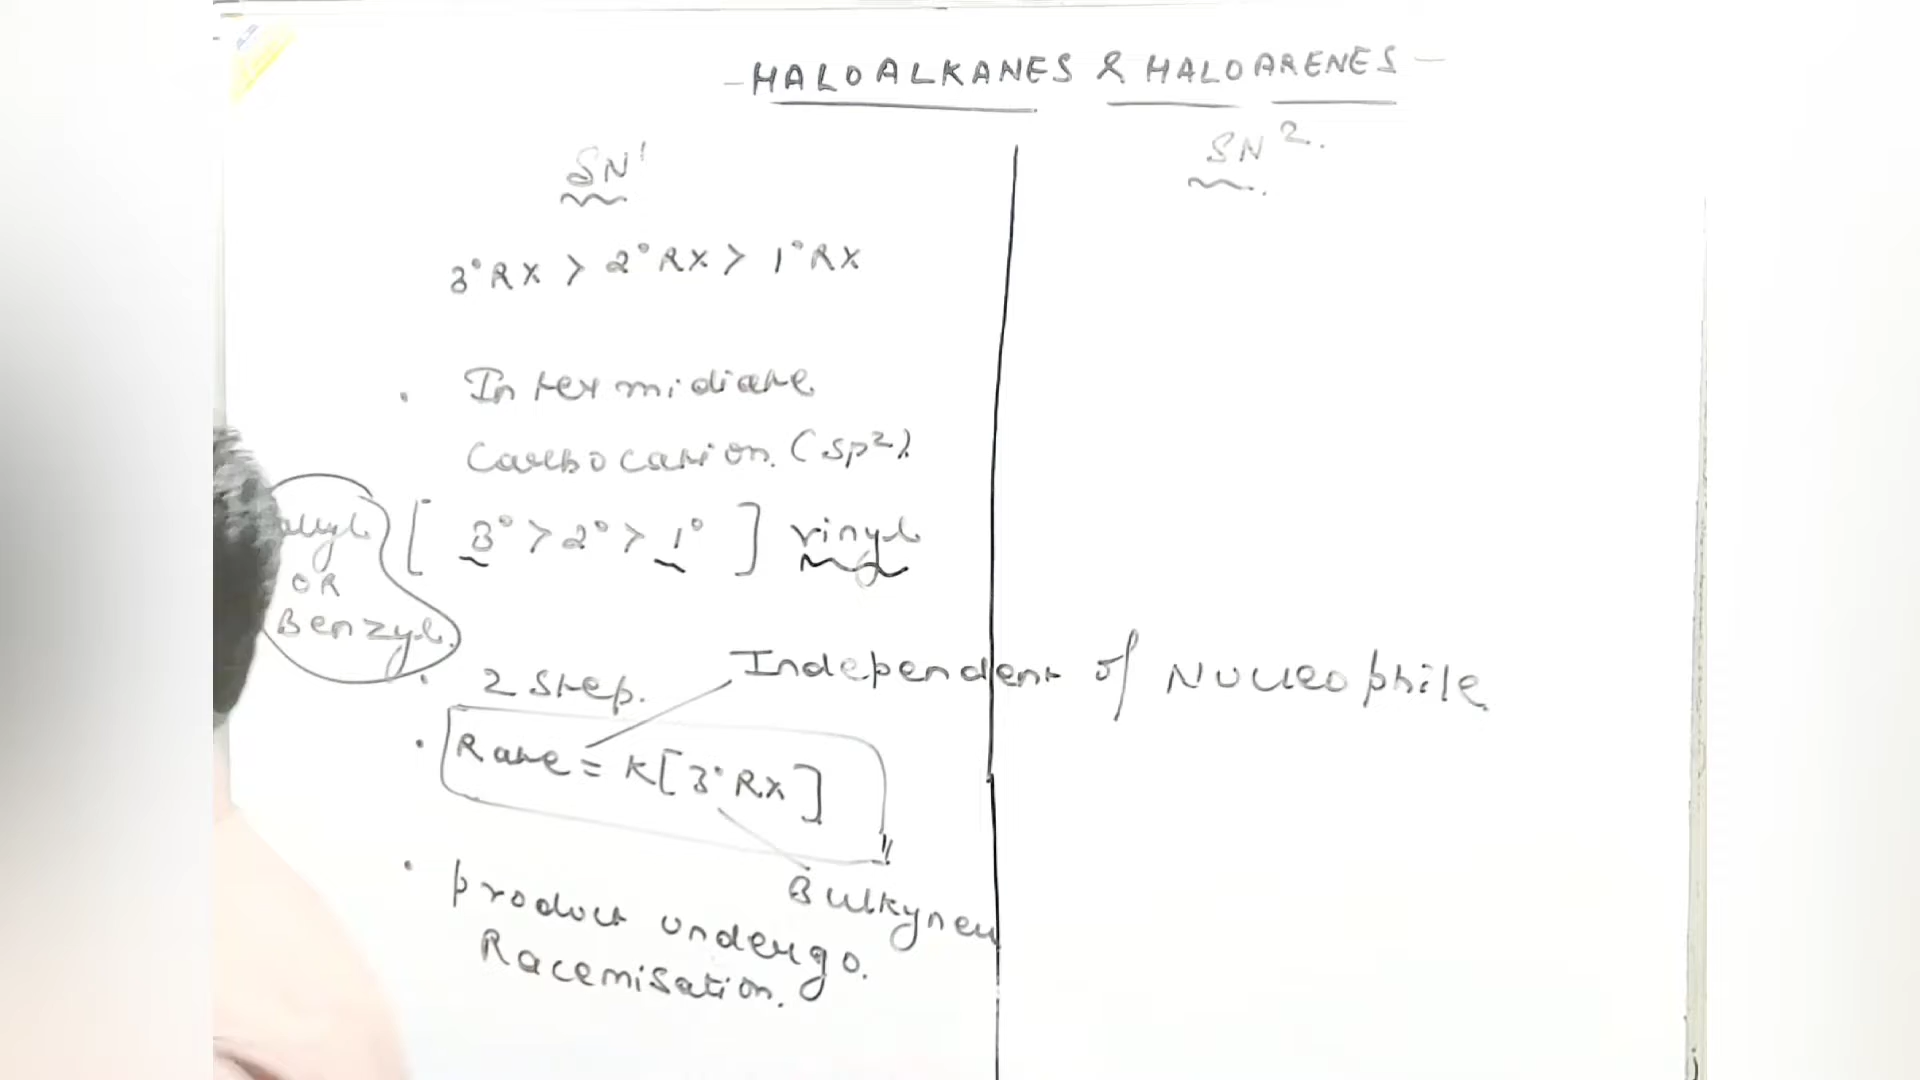 -HALOALKANES & HALOARENES-
SN¹
SN².
3°RX > 2°RX > 1°RX
. Intermidiate
Carbocation. (sp²)
allyl OR Benzyl.
[ 3° > 2° > 1° ] vinyl
. 2 Step.
Independent of Nucleophile.
. Rate = K[3°RX]
Bulkyness
. product undergo.
Racemisation.